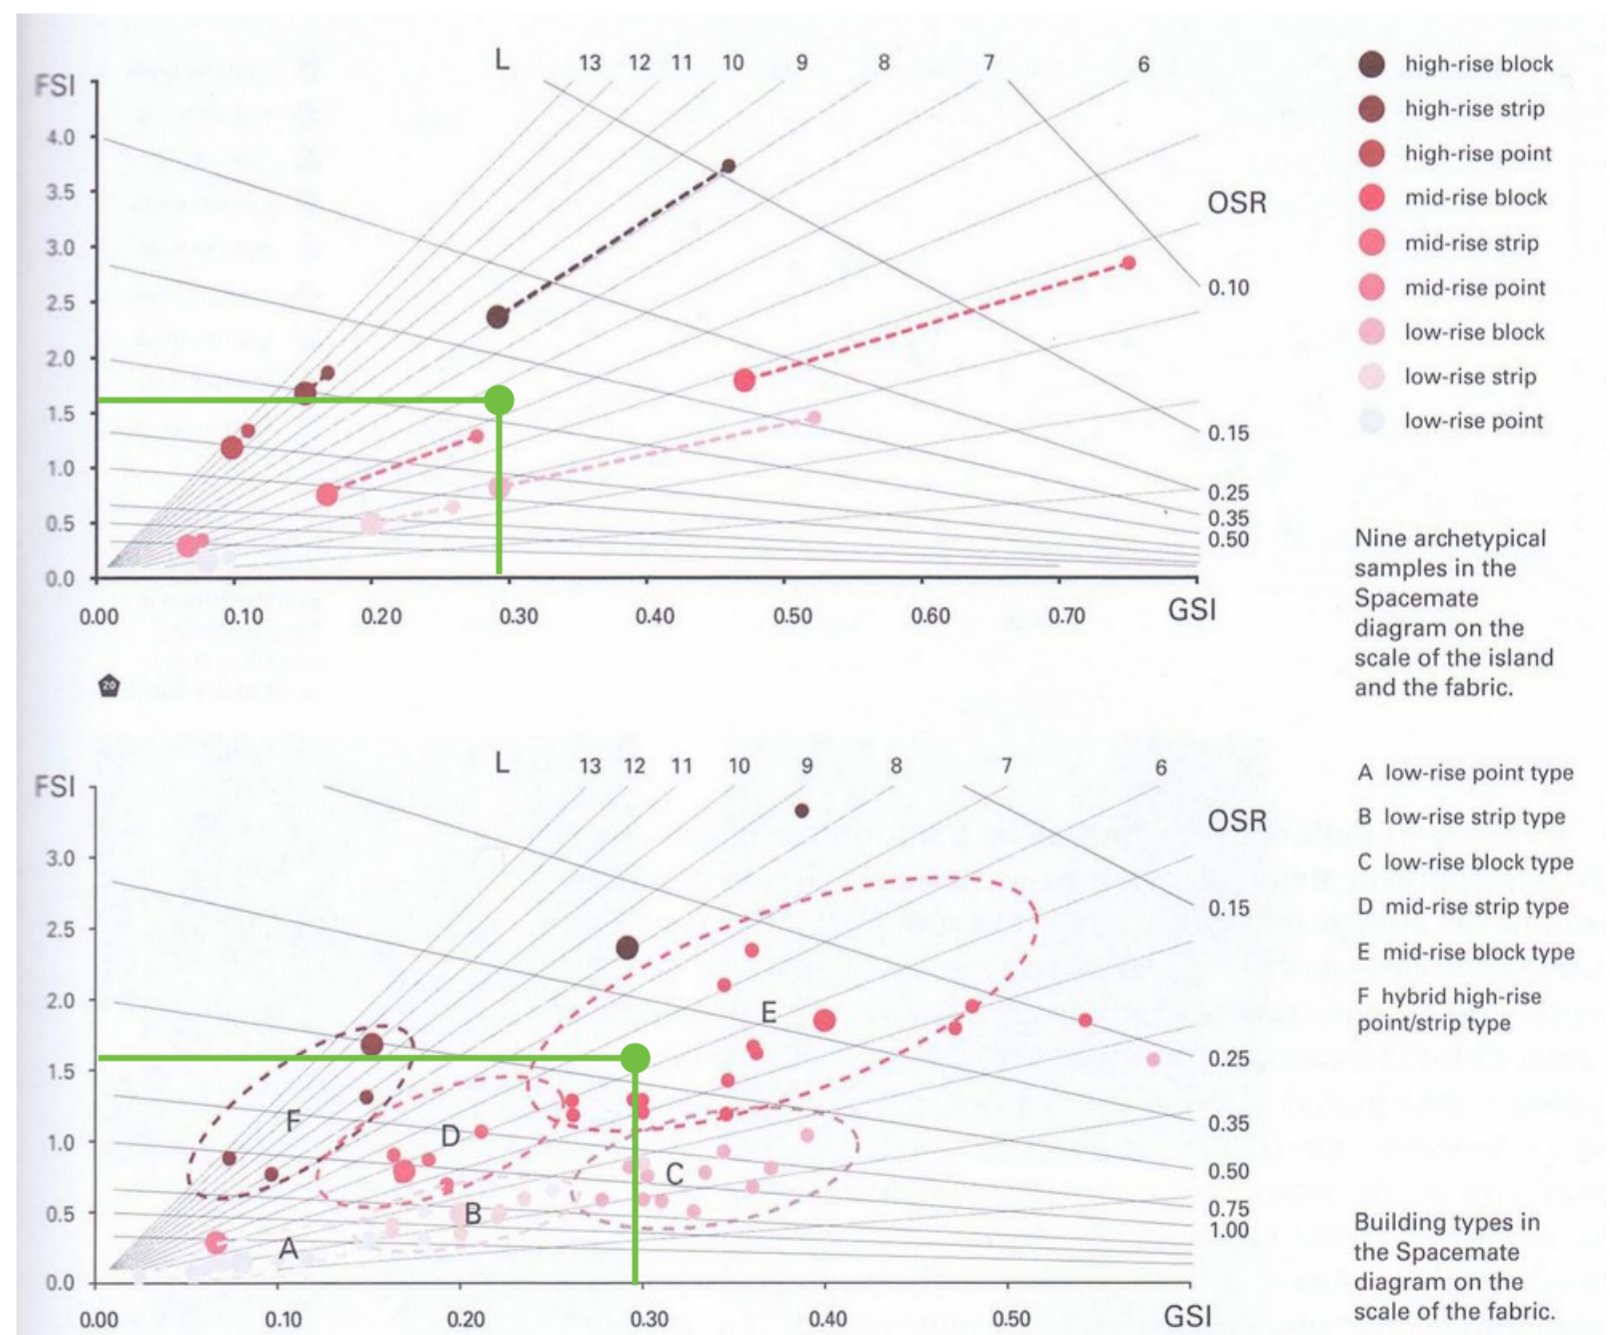 L 13 12 11 10 9 8 7 6
FSI
4.0
3.5
3.0
2.5
2.0
1.5
1.0
0.5
0.0
0.00 0.10 0.20 0.30 0.40 0.50 0.60 0.70 GSI
OSR
0.10
0.15
0.25
0.35
0.50
high-rise block
high-rise strip
high-rise point
mid-rise block
mid-rise strip
mid-rise point
low-rise block
low-rise strip
low-rise point
Nine archetypical
samples in the
Spacemate
diagram on the
scale of the island
and the fabric.
20
L 13 12 11 10 9 8 7 6
FSI
3.0
2.5
2.0
1.5
1.0
0.5
0.0
0.00 0.10 0.20 0.30 0.40 0.50 GSI
E
F
D
C
B
A
OSR
0.15
0.25
0.35
0.50
0.75
1.00
A low-rise point type
B low-rise strip type
C low-rise block type
D mid-rise strip type
E mid-rise block type
F hybrid high-rise
point/strip type
Building types in
the Spacemate
diagram on the
scale of the fabric.